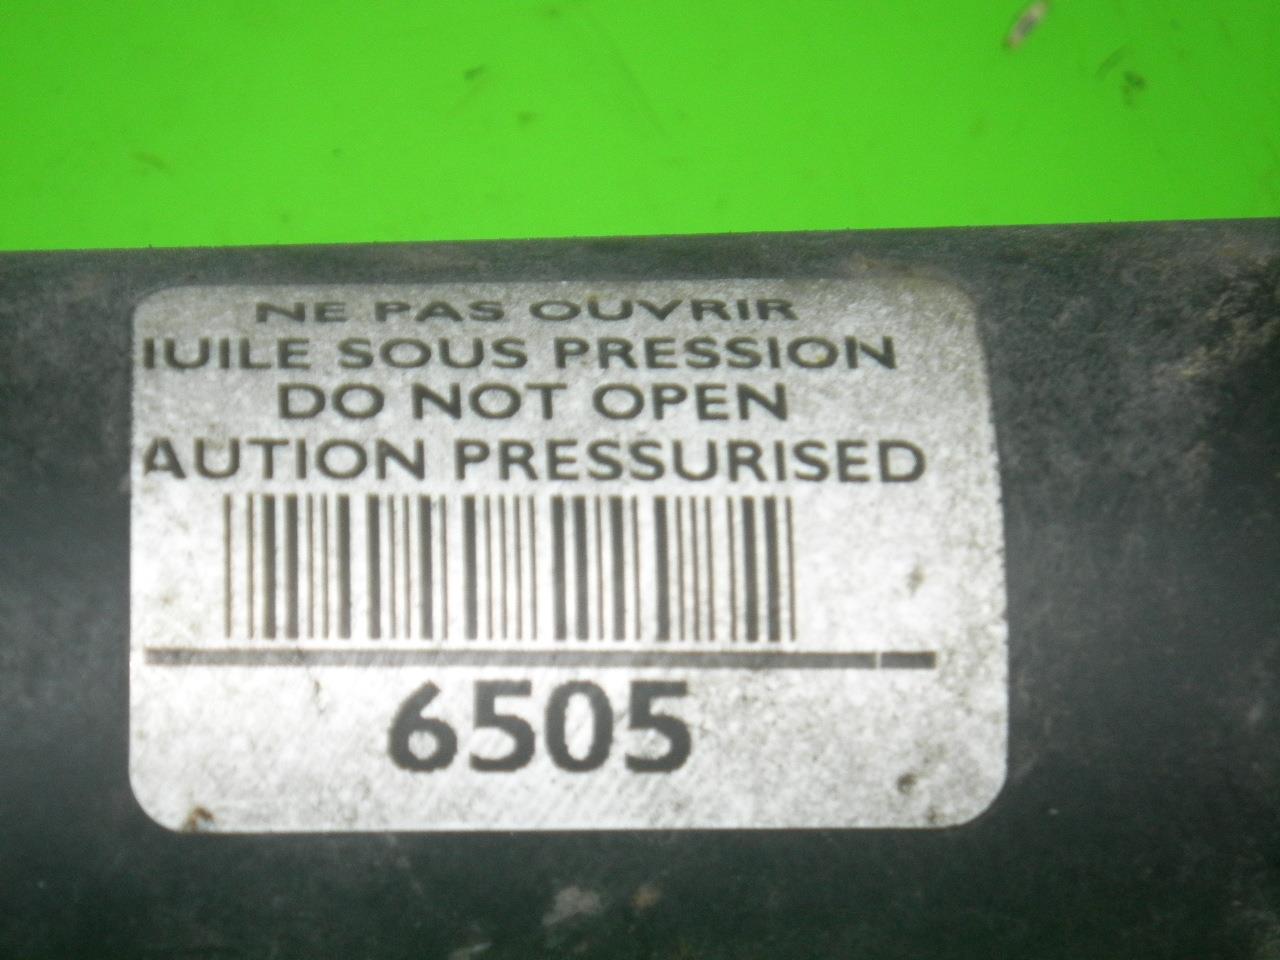 NE PAS OUVRIR
IUILE SOUS PRESSION
DO NOT OPEN
AUTION PRESSURISED
6505